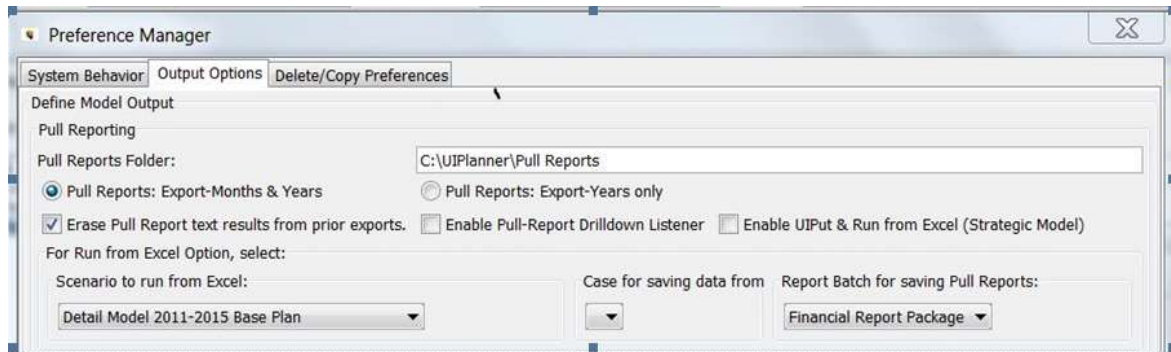 Preference Manager
System Behavior Output Options Delete/Copy Preferences
Define Model Output
Pull Reporting
Pull Reports Folder: C:\UIPlanner\Pull Reports
Pull Reports: Export-Months & Years Pull Reports: Export-Years only
Erase Pull Report text results from prior exports. Enable Pull-Report Drilldown Listener Enable UIPut & Run from Excel (Strategic Model)
For Run from Excel Option, select:
Scenario to run from Excel: Case for saving data from Report Batch for saving Pull Reports:
Detail Model 2011-2015 Base Plan Financial Report Package